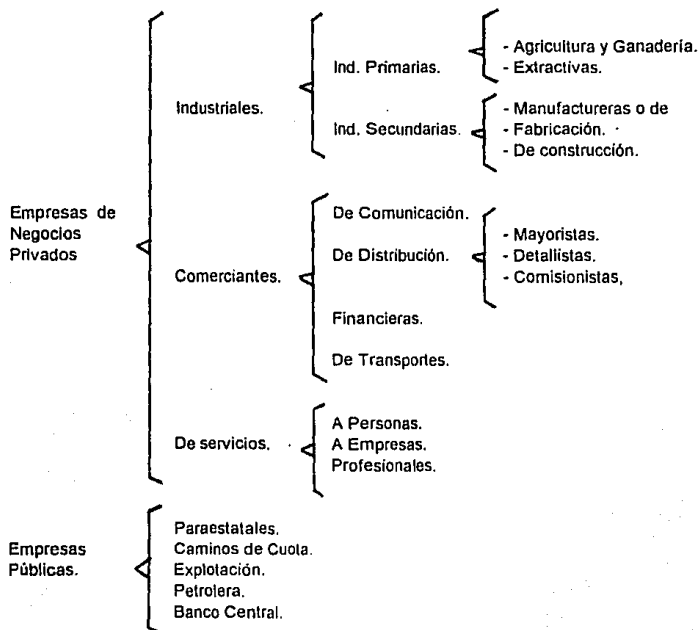 Empresas de
Negocios
Privados
Industriales.
Ind. Primarias.
- Agricultura y Ganadería.
- Extractivas.
Ind. Secundarias.
- Manufactureras o de
- Fabricación.
- De construcción.
Comerciantes.
De Comunicación.
De Distribución.
- Mayoristas.
- Detallistas.
- Comisionistas,
Financieras.
De Transportes.
De servicios.
A Personas.
A Empresas.
Profesionales.
Empresas
Públicas.
Paraestatales.
Caminos de Cuota.
Explotación.
Petrolera.
Banco Central.